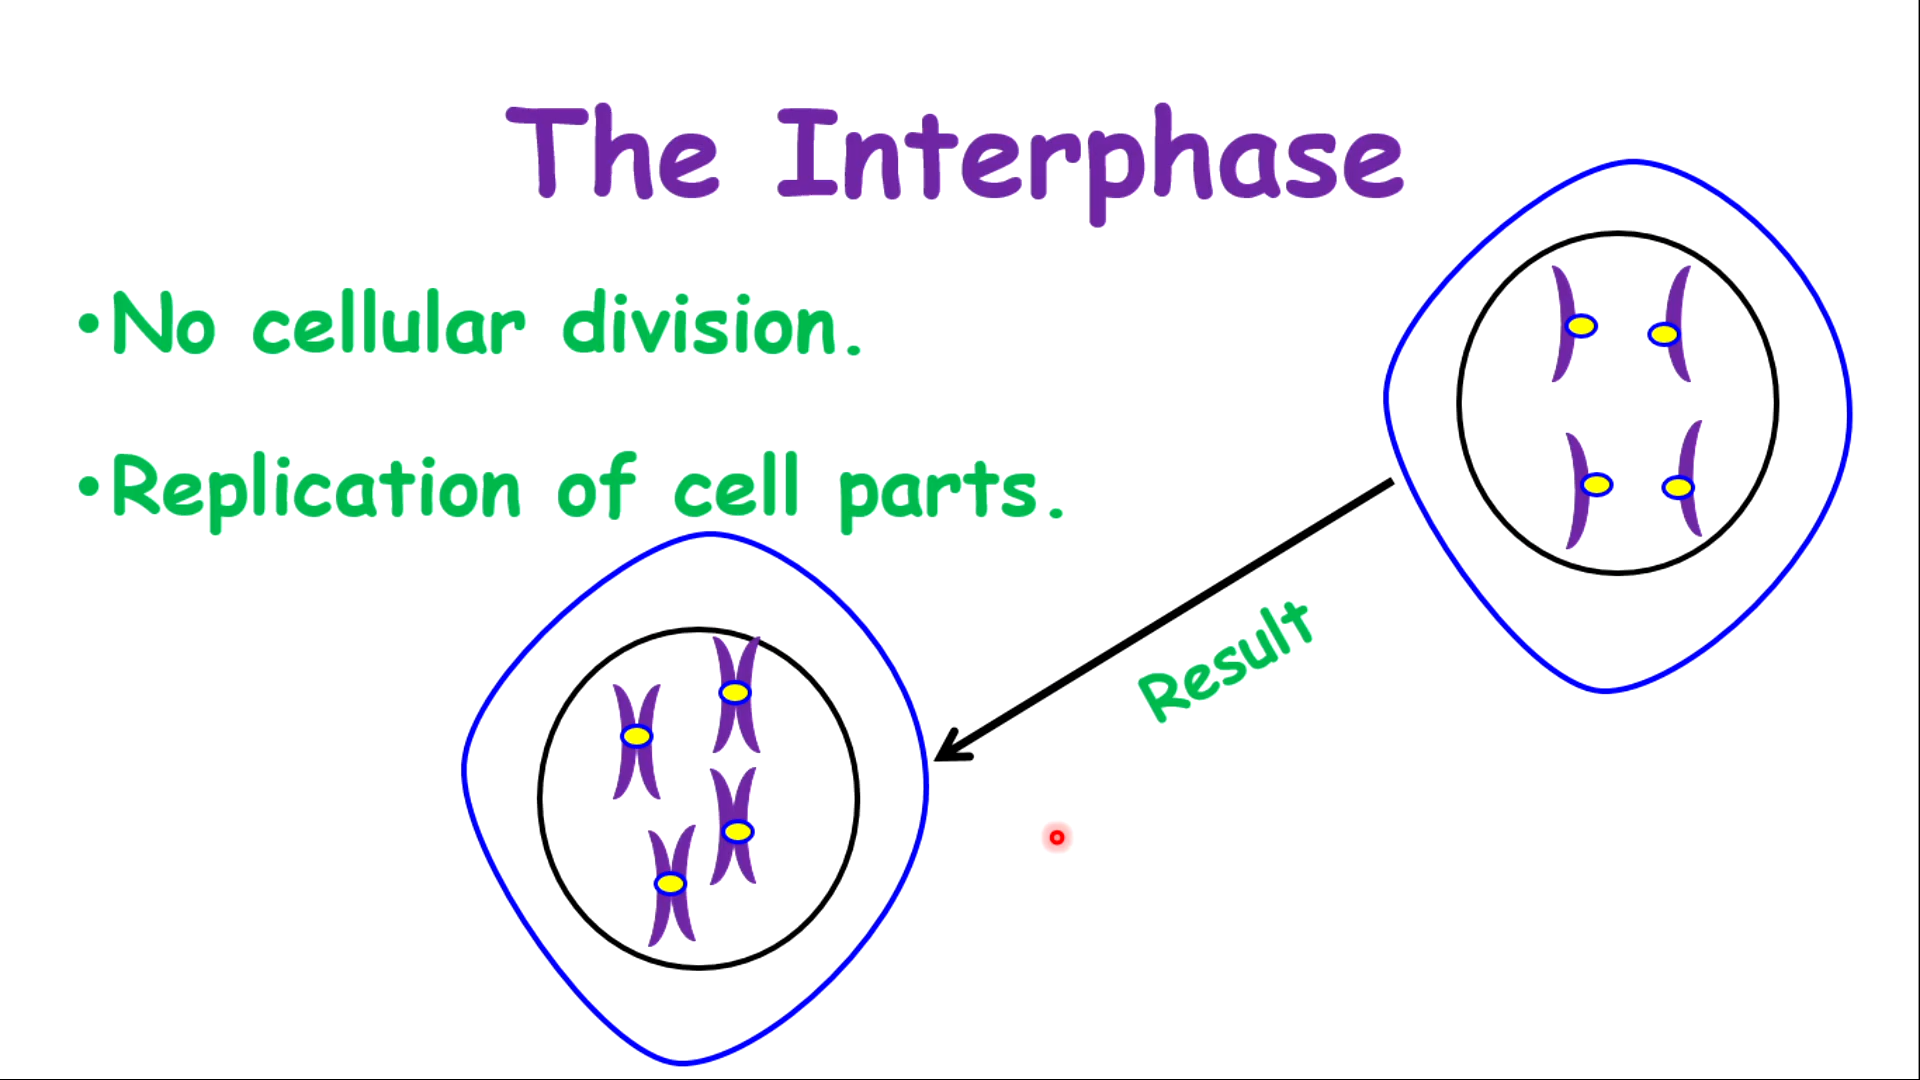 The Interphase
•No cellular division.
•Replication of cell parts.
Result